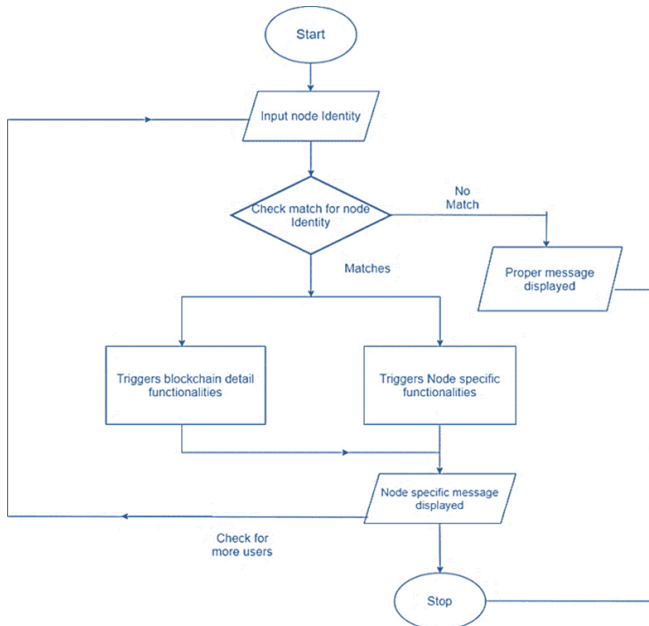 Start
Input node Identity
Check match for node
Identity
No
Match
Proper message
displayed
Matches
Triggers blockchain detail
functionalities
Triggers Node specific
functionalities
Node specific message
displayed
Check for
more users
Stop